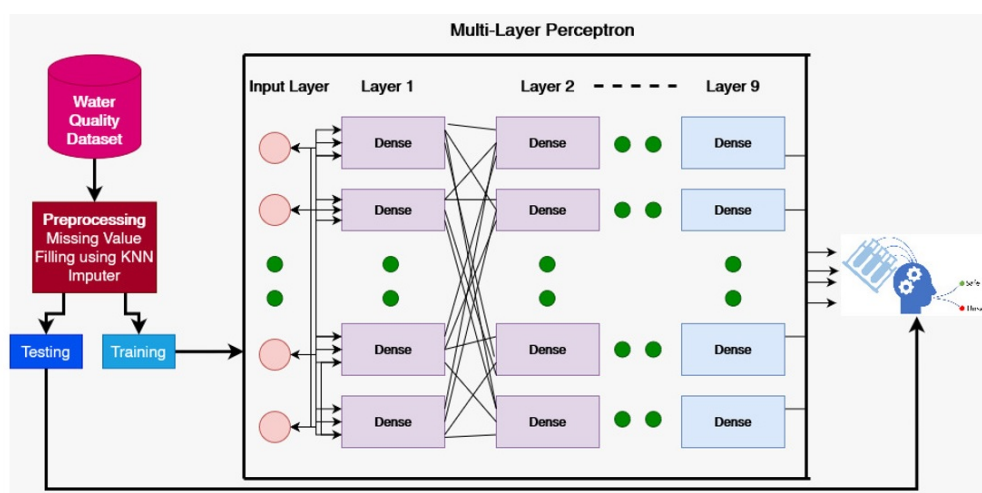 Multi-Layer Perceptron
Water
Quality
Dataset
Preprocessing
Missing Value
Filling using KNN
Imputer
Testing
Training
Input Layer
Layer 1
Layer 2
Layer 9
Dense
Dense
Dense
Dense
Dense
Dense
Dense
Dense
Dense
Dense
Dense
Dense
Safe